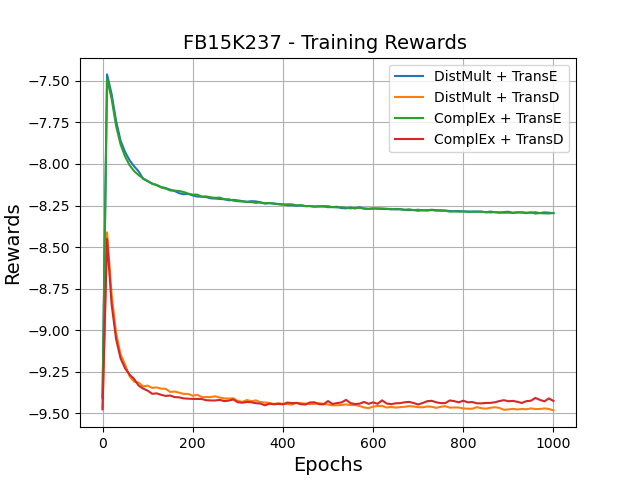 FB15K237 - Training Rewards
DistMult + TransE
DistMult + TransD
ComplEx + TransE
ComplEx + TransD
Rewards
−7.50
−7.75
−8.00
−8.25
−8.50
−8.75
−9.00
−9.25
−9.50
0 200 400 600 800 1000
Epochs